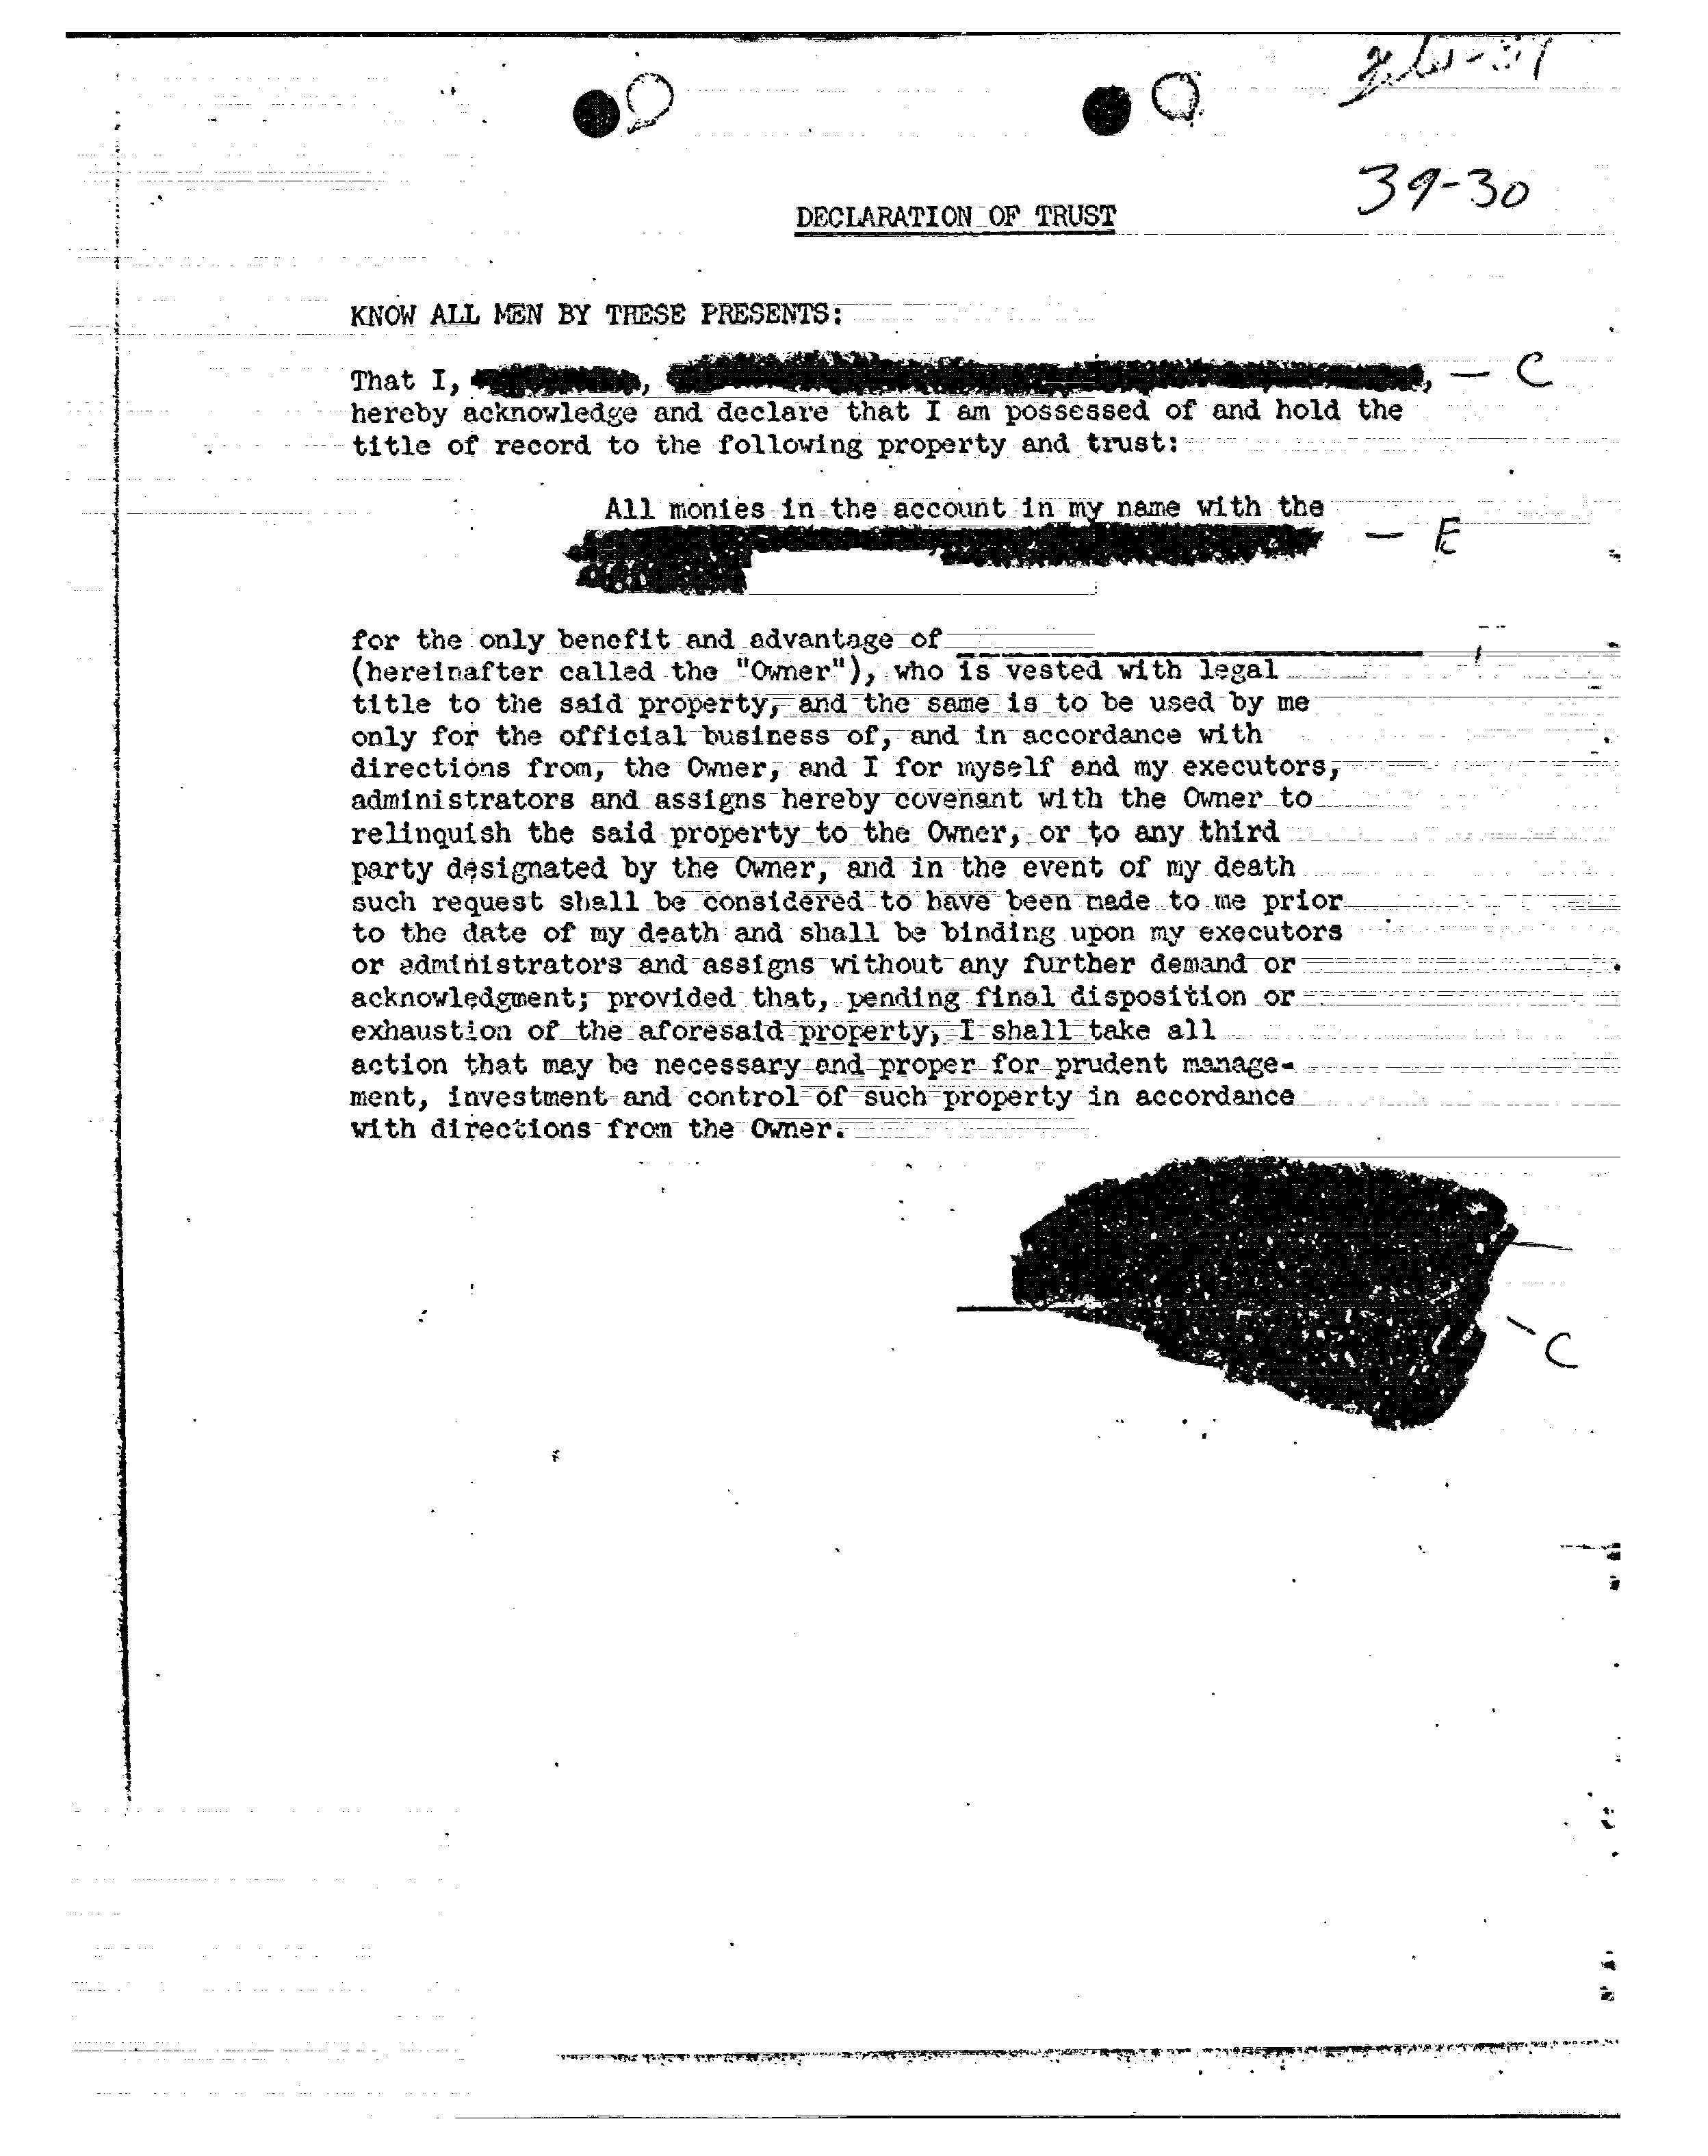 39-30
DECLARATION OF TRUST
KNOW ALL MEN BY THESE PRESENTS:
That I, , , — C
hereby acknowledge and declare that I am possessed of and hold the
title of record to the following property and trust:
All monies in the account in my name with the
— E
for the only benefit and advantage of
(hereinafter called the "Owner"), who is vested with legal
title to the said property, and the same is to be used by me
only for the official business of, and in accordance with
directions from, the Owner, and I for myself and my executors,
administrators and assigns hereby covenant with the Owner to
relinquish the said property to the Owner, or to any third
party designated by the Owner, and in the event of my death
such request shall be considered to have been made to me prior
to the date of my death and shall be binding upon my executors
or administrators and assigns without any further demand or
acknowledgment; provided that, pending final disposition or
exhaustion of the aforesaid property, I shall take all
action that may be necessary and proper for prudent manage-
ment, investment and control of such property in accordance
with directions from the Owner.
— C